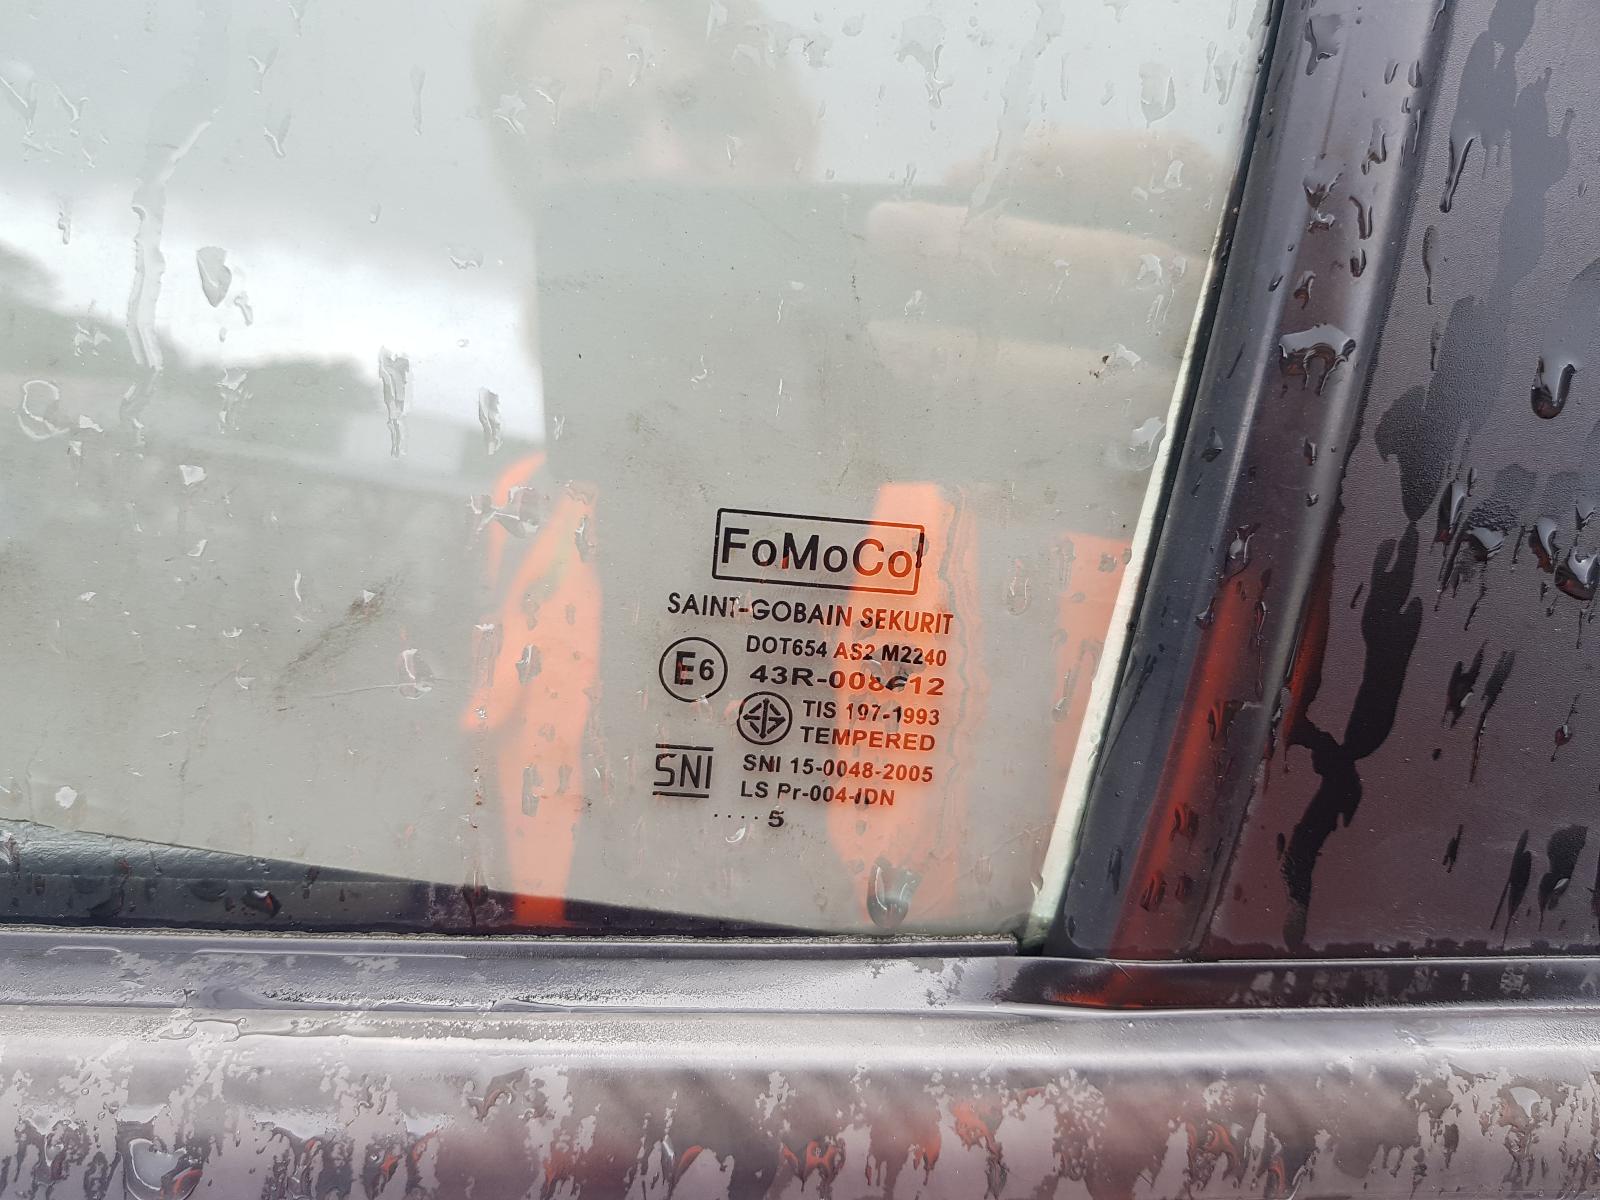 FoMoCo
SAINT-GOBAIN SEKURIT
DOT654 AS2 M2240
E6
TIS 197-1993
TEMPERED
SNI
SNI 15-0048-2005
LS Pr-004-IDN
.... 5